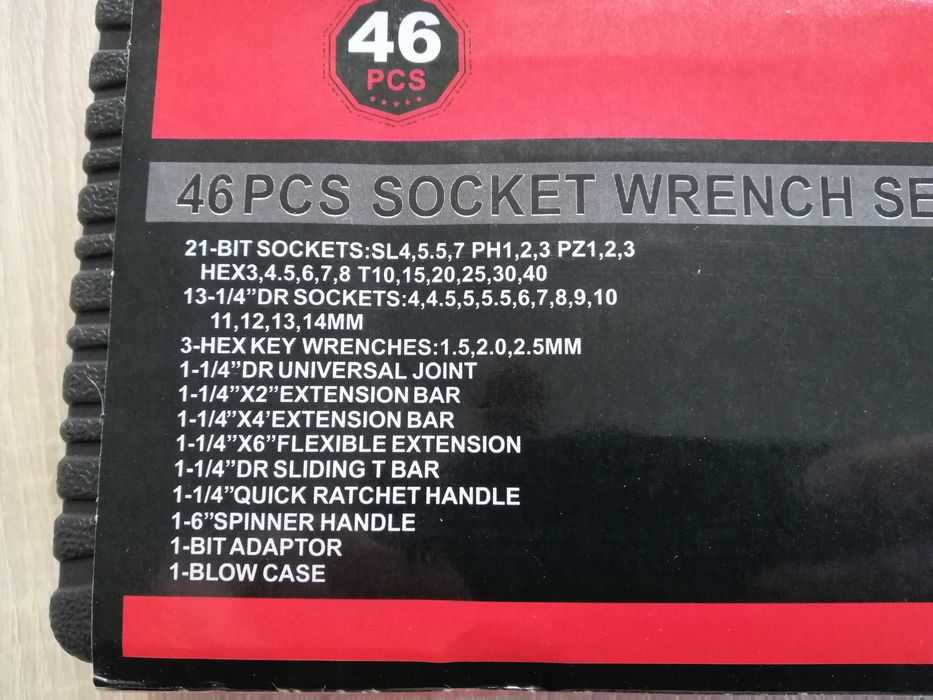 46
PCS
46PCS SOCKET WRENCH SE
21-BIT SOCKETS:SL4,5.5,7 PH1,2,3 PZ1,2,3
HEX3,4.5,6,7,8 T10,15,20,25,30,40
13-1/4”DR SOCKETS:4,4.5,5,5.5,6,7,8,9,10
11,12,13,14MM
3-HEX KEY WRENCHES:1.5,2.0,2.5MM
1-1/4”DR UNIVERSAL JOINT
1-1/4”X2”EXTENSION BAR
1-1/4”X4’EXTENSION BAR
1-1/4”X6”FLEXIBLE EXTENSION
1-1/4”DR SLIDING T BAR
1-1/4”QUICK RATCHET HANDLE
1-6”SPINNER HANDLE
1-BIT ADAPTOR
1-BLOW CASE